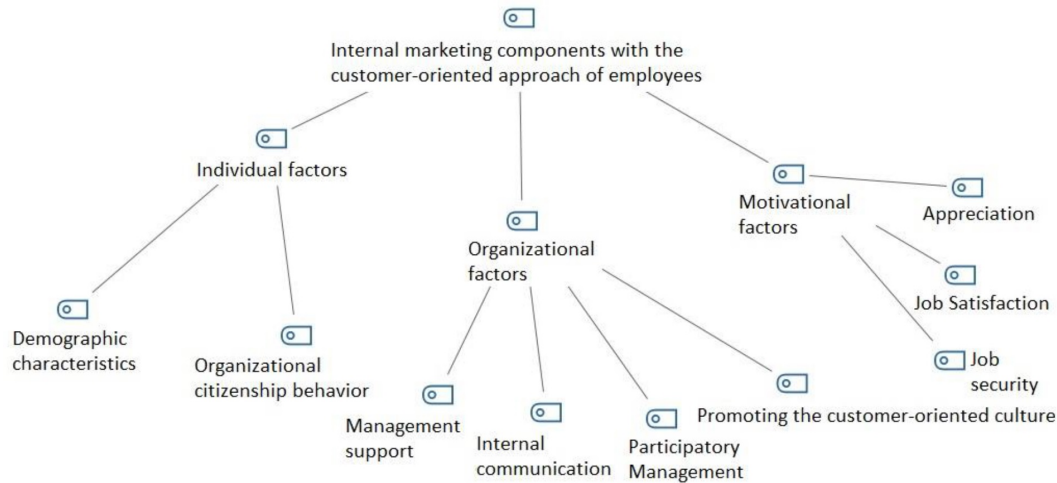 Internal marketing components with the
customer-oriented approach of employees
Individual factors
Motivational
factors
Appreciation
Organizational
factors
Job Satisfaction
Demographic
characteristics
Organizational
citizenship behavior
Job
security
Management
support
Internal
communication
Participatory
Management
Promoting the customer-oriented culture